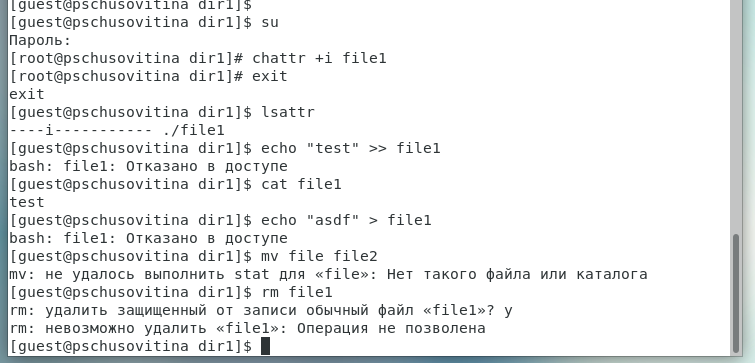 [guest@pschusovitina dir1]$
[guest@pschusovitina dir1]$ su
Пароль:
[root@pschusovitina dir1]# chattr +i file1
[root@pschusovitina dir1]# exit
exit
[guest@pschusovitina dir1]$ lsattr
----i----------- ./file1
[guest@pschusovitina dir1]$ echo "test" >> file1
bash: file1: Отказано в доступе
[guest@pschusovitina dir1]$ cat file1
test
[guest@pschusovitina dir1]$ echo "asdf" > file1
bash: file1: Отказано в доступе
[guest@pschusovitina dir1]$ mv file file2
mv: не удалось выполнить stat для «file»: Нет такого файла или каталога
[guest@pschusovitina dir1]$ rm file1
rm: удалить защищенный от записи обычный файл «file1»? y
rm: невозможно удалить «file1»: Операция не позволена
[guest@pschusovitina dir1]$